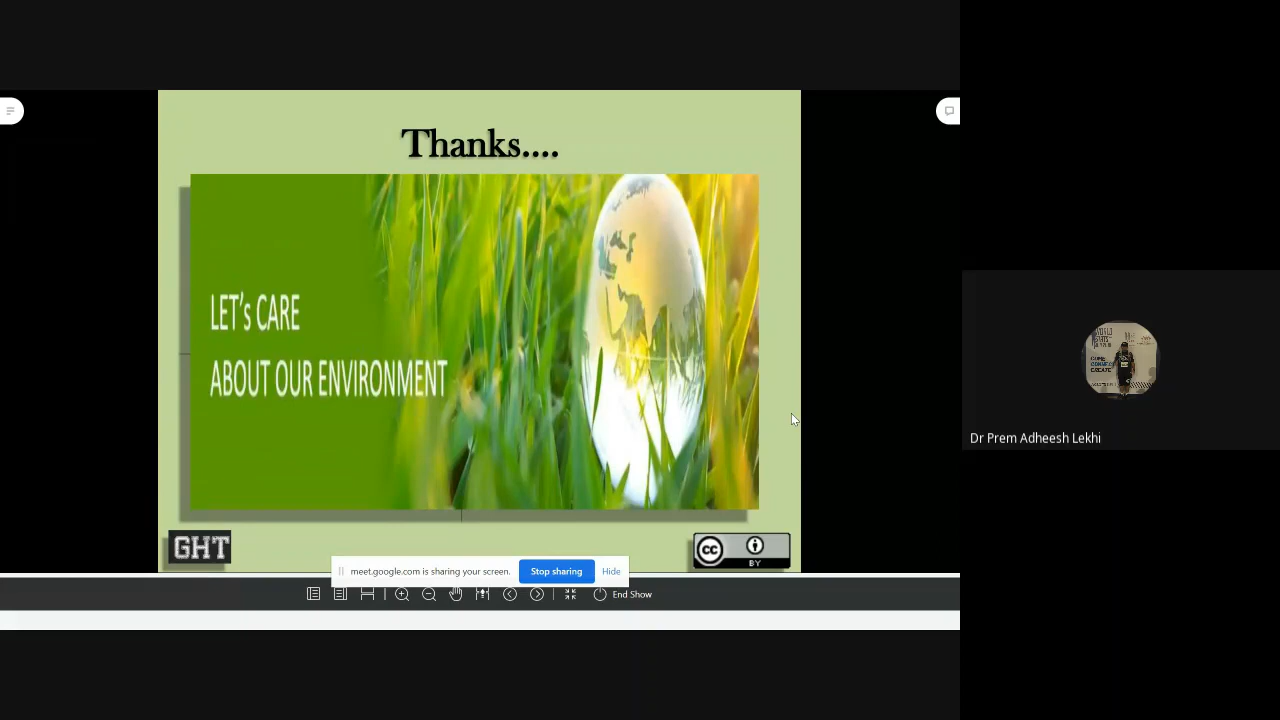 Thanks....
LET's CARE
ABOUT OUR ENVIRONMENT
GHT
cc
BY
meet.google.com is sharing your screen.
Stop sharing
Hide
End Show
Dr Prem Adheesh Lekhi